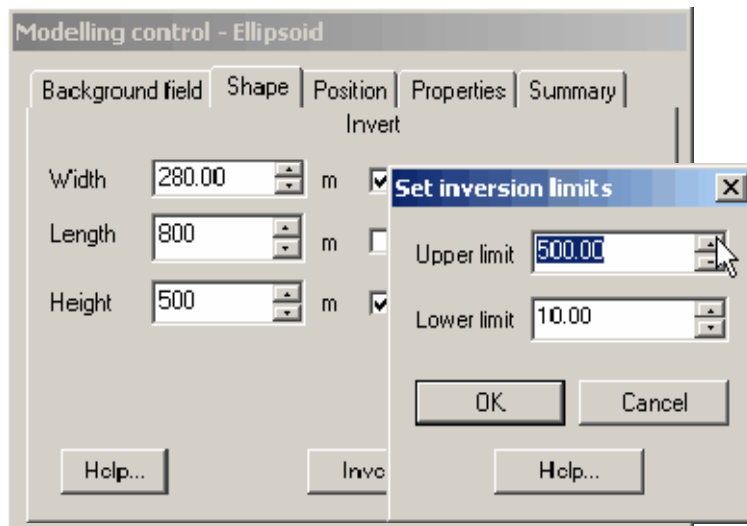 Modelling control - Ellipsoid
Background field Shape Position Properties Summary
Invert
Width 280.00 m
Length 800 m
Height 500 m
Help...
Set inversion limits
Upper limit 500.00
Lower limit 10.00
OK Cancel
Help...